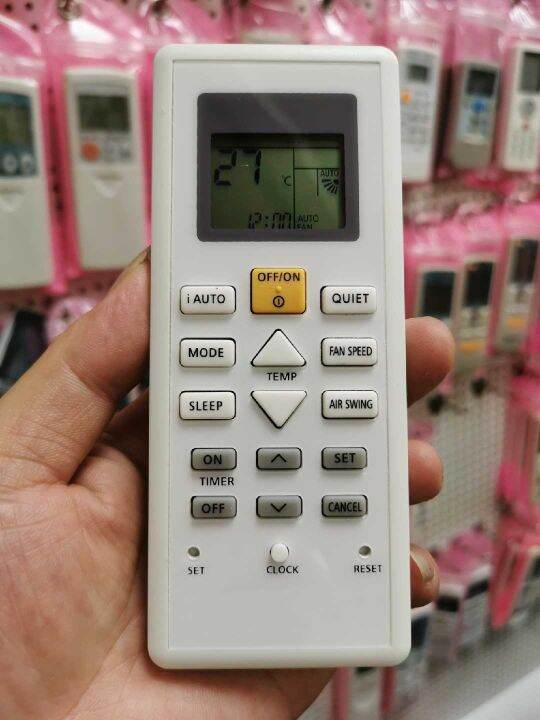 27 °C
AUTO
12:00 AUTO
FAN
OFF/ON
i AUTO
QUIET
MODE
FAN SPEED
TEMP
SLEEP
AIR SWING
ON
SET
TIMER
OFF
CANCEL
SET
CLOCK
RESET